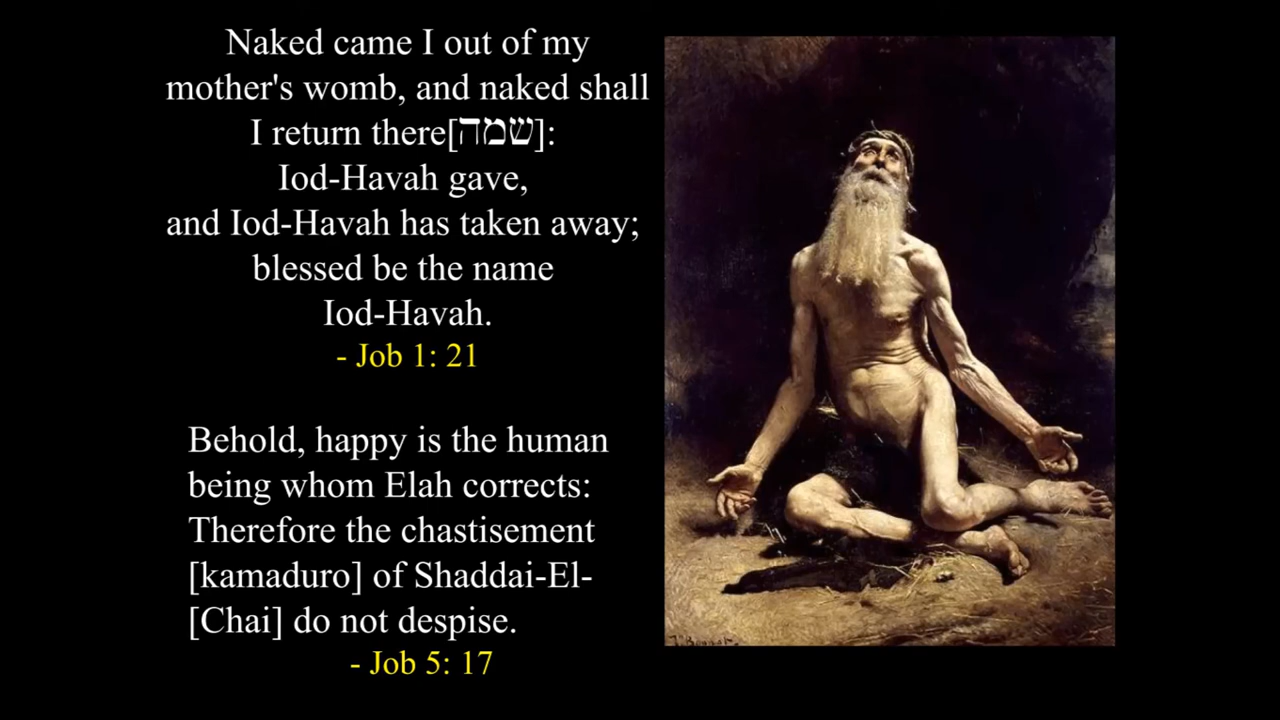 Naked came I out of my
mother's womb, and naked shall
I return there[שמה]:
Iod-Havah gave,
and Iod-Havah has taken away;
blessed be the name
Iod-Havah.
- Job 1: 21
Behold, happy is the human
being whom Elah corrects:
Therefore the chastisement
[kamaduro] of Shaddai-El-
[Chai] do not despise.
- Job 5: 17